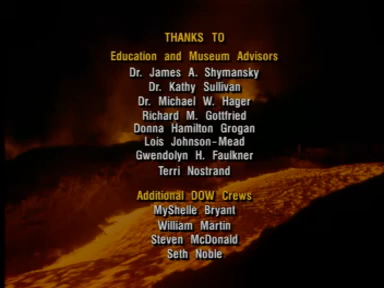 THANKS TO
Education and Museum Advisors
Dr. James A. Shymansky
Dr. Kathy Sullivan
Dr. Michael W. Hager
Richard M. Gottfried
Donna Hamilton Grogan
Lois Johnson-Mead
Gwendolyn H. Faulkner
Terri Nostrand
Additional DOW Crews
MyShelle Bryant
William Martin
Steven McDonald
Seth Noble